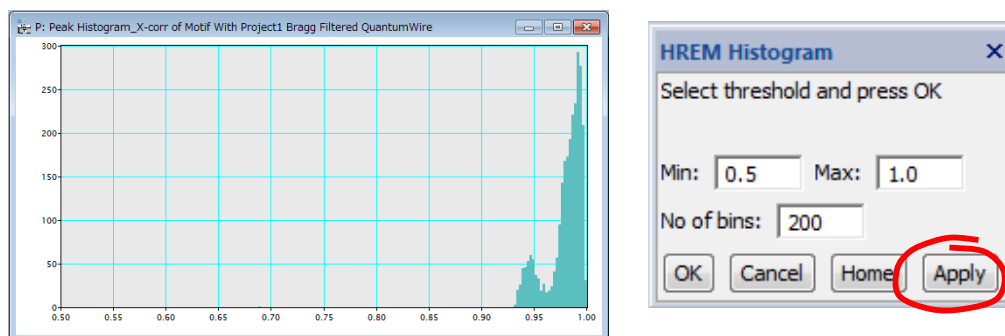 P: Peak Histogram_X-corr of Motif With Project1 Bragg Filtered QuantumWire
300
250
200
150
100
50
0
0.50 0.55 0.60 0.65 0.70 0.75 0.80 0.85 0.90 0.95 1.00
HREM Histogram
Select threshold and press OK
Min: 0.5 Max: 1.0
No of bins: 200
OK Cancel Home Apply